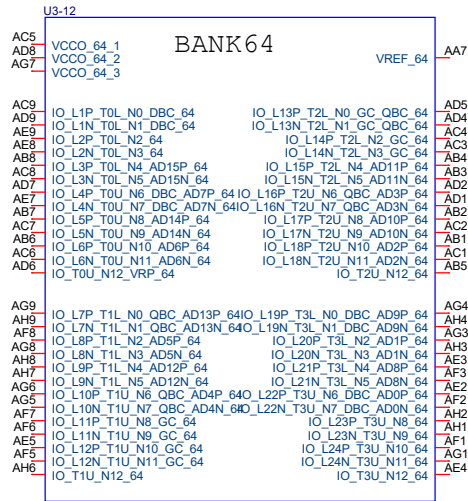 U3-12
BANK64
AC5 VCCO_64_1
AD8 VCCO_64_2 VREF_64 AA7
AG7 VCCO_64_3
AC9 IO_L1P_T0L_N0_DBC_64 IO_L13P_T2L_N0_GC_QBC_64 AD5
AD9 IO_L1N_T0L_N1_DBC_64 IO_L13N_T2L_N1_GC_QBC_64 AD4
AE9 IO_L2P_T0L_N2_64 IO_L14P_T2L_N2_GC_64 AC4
AE8 IO_L2N_T0L_N3_64 IO_L14N_T2L_N3_GC_64 AC3
AB8 IO_L3P_T0L_N4_AD15P_64 IO_L15P_T2L_N4_AD11P_64 AB4
AC8 IO_L3N_T0L_N5_AD15N_64 IO_L15N_T2L_N5_AD11N_64 AB3
AD7 IO_L4P_T0U_N6_DBC_AD7P_64 IO_L16P_T2U_N6_QBC_AD3P_64 AD2
AE7 IO_L4N_T0U_N7_DBC_AD7N_64 IO_L16N_T2U_N7_QBC_AD3N_64 AD1
AB7 IO_L5P_T0U_N8_AD14P_64 IO_L17P_T2U_N8_AD10P_64 AB2
AC7 IO_L5N_T0U_N9_AD14N_64 IO_L17N_T2U_N9_AD10N_64 AC2
AB6 IO_L6P_T0U_N10_AD6P_64 IO_L18P_T2U_N10_AD2P_64 AB1
AC6 IO_L6N_T0U_N11_AD6N_64 IO_L18N_T2U_N11_AD2N_64 AC1
AD6 IO_T0U_N12_VRP_64 IO_T2U_N12_64 AB5
AG9 IO_L7P_T1L_N0_QBC_AD13P_64 IO_L19P_T3L_N0_DBC_AD9P_64 AG4
AH9 IO_L7N_T1L_N1_QBC_AD13N_64 IO_L19N_T3L_N1_DBC_AD9N_64 AH4
AF8 IO_L8P_T1L_N2_AD5P_64 IO_L20P_T3L_N2_AD1P_64 AG3
AG8 IO_L8N_T1L_N3_AD5N_64 IO_L20N_T3L_N3_AD1N_64 AH3
AH8 IO_L9P_T1L_N4_AD12P_64 IO_L21P_T3L_N4_AD8P_64 AE3
AH7 IO_L9N_T1L_N5_AD12N_64 IO_L21N_T3L_N5_AD8N_64 AF3
AG6 IO_L10P_T1U_N6_QBC_AD4P_64 IO_L22P_T3U_N6_DBC_AD0P_64 AE2
AG5 IO_L10N_T1U_N7_QBC_AD4N_64 IO_L22N_T3U_N7_DBC_AD0N_64 AF2
AF7 IO_L11P_T1U_N8_GC_64 IO_L23P_T3U_N8_64 AH2
AF6 IO_L11N_T1U_N9_GC_64 IO_L23N_T3U_N9_64 AH1
AE5 IO_L12P_T1U_N10_GC_64 IO_L24P_T3U_N10_64 AF1
AF5 IO_L12N_T1U_N11_GC_64 IO_L24N_T3U_N11_64 AG1
AH6 IO_T1U_N12_64 IO_T3U_N12_64 AE4